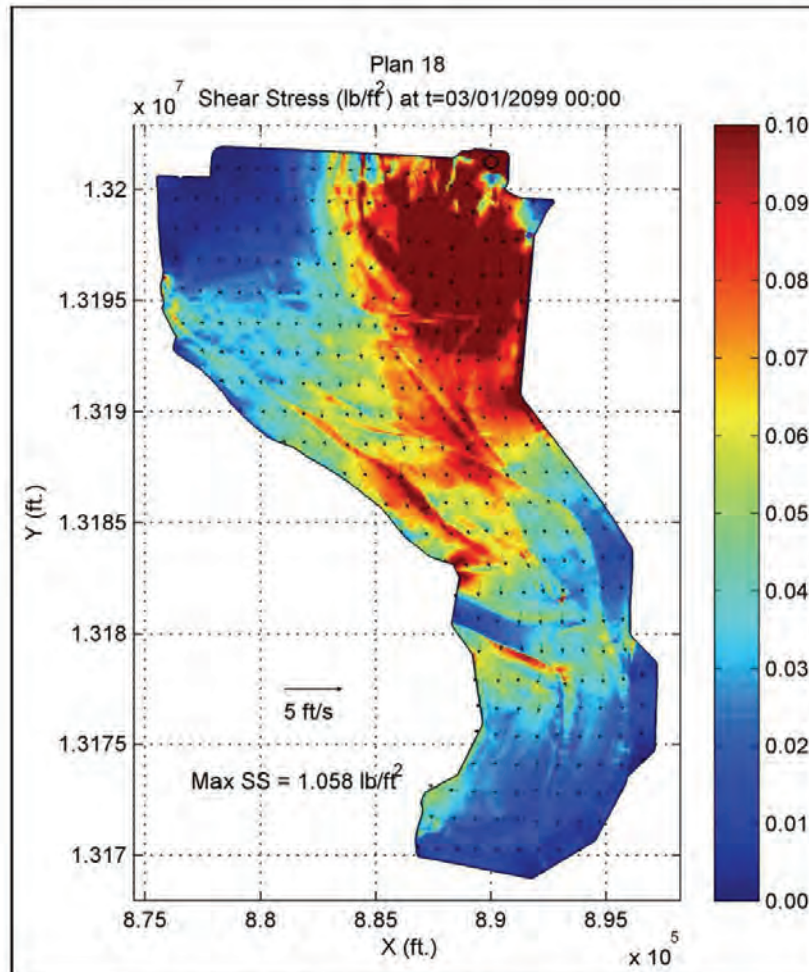 Plan 18
x 10^7
Shear Stress (lb/ft^2) at t=03/01/2099 00:00
1.32
1.3195
1.319
1.3185
1.318
1.3175
1.317
Y (ft.)
5 ft/s
Max SS = 1.058 lb/ft^2
8.75
8.8
8.85
8.9
8.95
X (ft.)
x 10^5
0.10
0.09
0.08
0.07
0.06
0.05
0.04
0.03
0.02
0.01
0.00